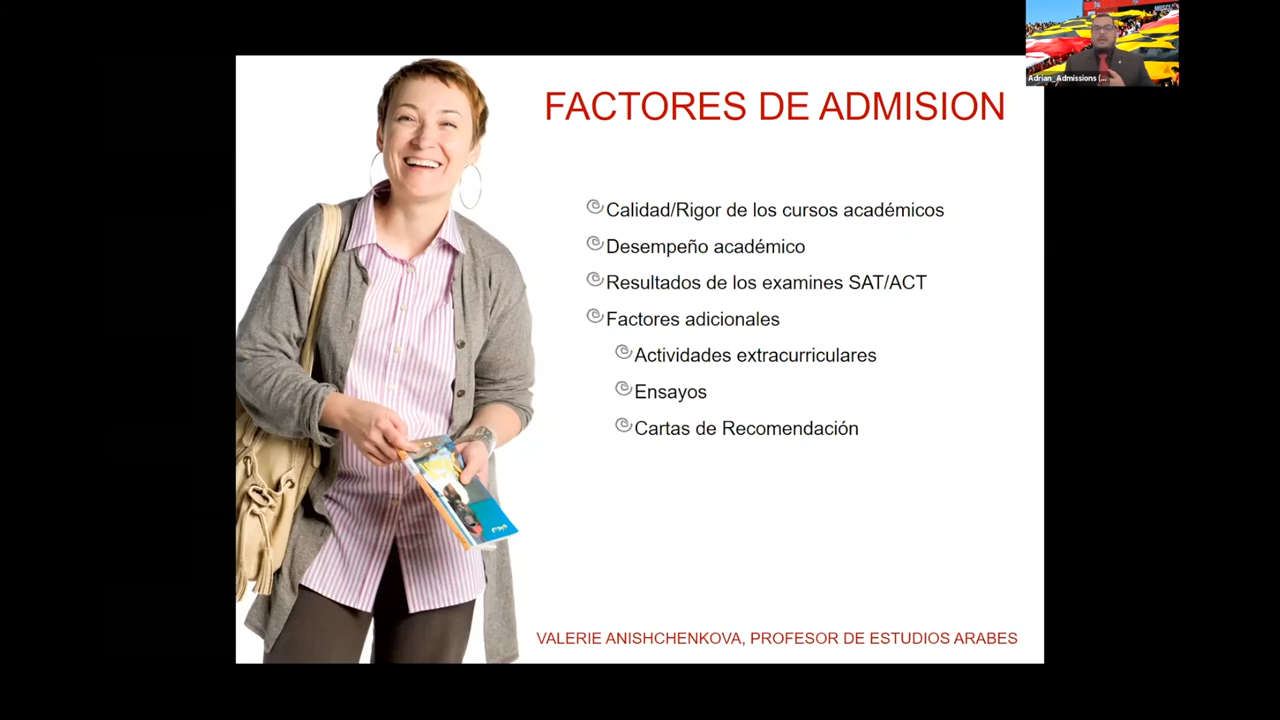 Adrian_Admissions (...
FACTORES DE ADMISION
Calidad/Rigor de los cursos académicos
Desempeño académico
Resultados de los examines SAT/ACT
Factores adicionales
Actividades extracurriculares
Ensayos
Cartas de Recomendación
VALERIE ANISHCHENKOVA, PROFESOR DE ESTUDIOS ARABES